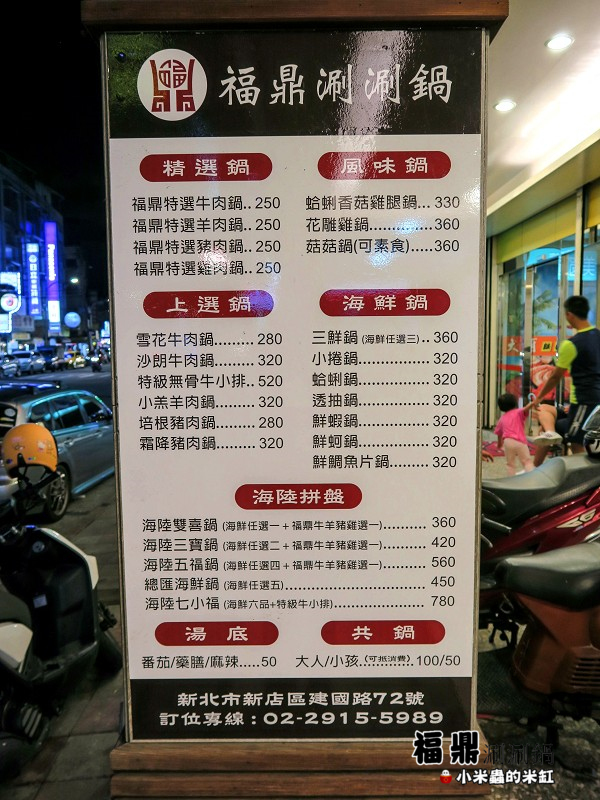 福鼎涮涮鍋
精選鍋
福鼎特選牛肉鍋..250
福鼎特選羊肉鍋..250
福鼎特選豬肉鍋..250
福鼎特選雞肉鍋..250
風味鍋
蛤蜊香菇雞腿鍋...330
花雕雞鍋..............360
菇菇鍋(可素食).....360
上選鍋
雪花牛肉鍋.........280
沙朗牛肉鍋.........320
特級無骨牛小排..520
小羔羊肉鍋.........320
培根豬肉鍋.........280
霜降豬肉鍋.........320
海鮮鍋
三鮮鍋(海鮮任選三)..360
小捲鍋................320
蛤蜊鍋................320
透抽鍋................320
鮮蝦鍋................320
鮮蚵鍋................320
鮮鯛魚片鍋.........320
海陸拼盤
海陸雙喜鍋(海鮮任選一+福鼎牛羊豬雞選一)..........360
海陸三寶鍋(海鮮任選二+福鼎牛羊豬雞選一)..........420
海陸五福鍋(海鮮任選四+福鼎牛羊豬雞選一)..........560
總匯海鮮鍋(海鮮任選五)................................450
海陸七小福(海鮮六品+特級牛小排).....................780
湯底
番茄/藥膳/麻辣.....50
共鍋
大人/小孩.(可抵消費).100/50
新北市新店區建國路72號
訂位專線:02-2915-5989
Panasonic
福鼎涮涮鍋
小米蟲的米缸